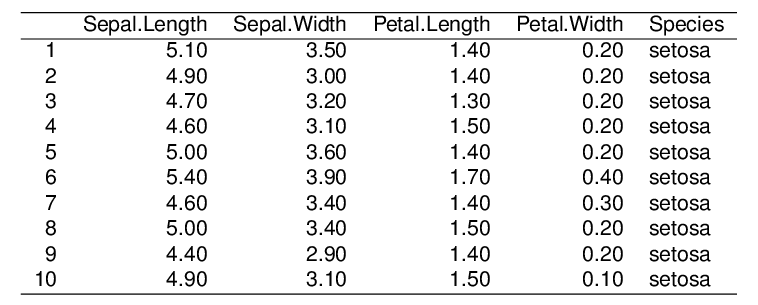 Sepal.Length Sepal.Width Petal.Length Petal.Width Species
1 5.10 3.50 1.40 0.20 setosa
2 4.90 3.00 1.40 0.20 setosa
3 4.70 3.20 1.30 0.20 setosa
4 4.60 3.10 1.50 0.20 setosa
5 5.00 3.60 1.40 0.20 setosa
6 5.40 3.90 1.70 0.40 setosa
7 4.60 3.40 1.40 0.30 setosa
8 5.00 3.40 1.50 0.20 setosa
9 4.40 2.90 1.40 0.20 setosa
10 4.90 3.10 1.50 0.10 setosa